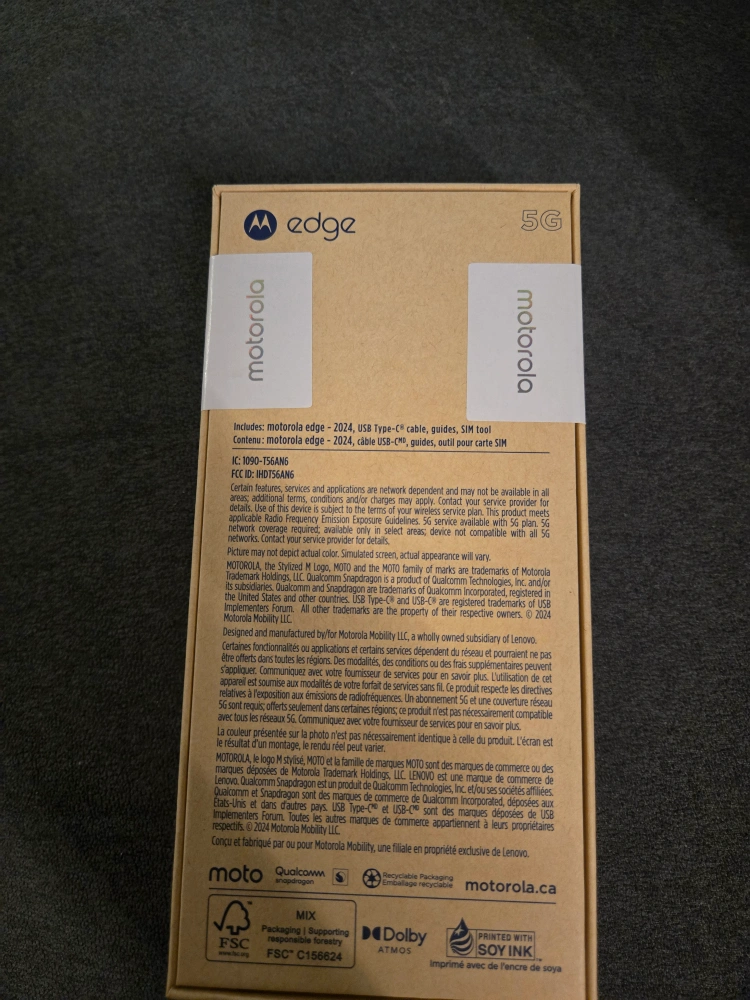 edge
5G
motorola
motorola
Includes: motorola edge - 2024, USB Type-C® cable, guides, SIM tool
Contenu: motorola edge - 2024, câble USB-Cᴹᴰ, guides, outil pour carte SIM
IC: 1090-T56AN6
FCC ID: IHDT56AN6
Certain features, services and applications are network dependent and may not be available in all
areas; additional terms, conditions and/or charges may apply. Contact your service provider for
details. Use of this device is subject to the terms of your wireless service plan. This product meets
applicable Radio Frequency Emission Exposure Guidelines. 5G service available with 5G plan. 5G
network coverage required; available only in select areas; device not compatible with all 5G
networks. Contact your service provider for details.
Picture may not depict actual color. Simulated screen, actual appearance will vary.
MOTOROLA, the Stylized M Logo, MOTO and the MOTO family of marks are trademarks of Motorola
Trademark Holdings, LLC. Qualcomm Snapdragon is a product of Qualcomm Technologies, Inc. and/or
its subsidiaries. Qualcomm and Snapdragon are trademarks of Qualcomm Incorporated, registered in
the United States and other countries. USB Type-C® and USB-C® are registered trademarks of USB
Implementers Forum. All other trademarks are the property of their respective owners. © 2024
Motorola Mobility LLC.
Designed and manufactured by/for Motorola Mobility LLC, a wholly owned subsidiary of Lenovo.
Certaines fonctionnalités ou applications et certains services dépendent du réseau et pourraient ne pas
être offerts dans toutes les régions. Des modalités, des conditions ou des frais supplémentaires peuvent
s'appliquer. Communiquez avec votre fournisseur de services pour en savoir plus. L'utilisation de cet
appareil est soumise aux modalités de votre forfait de services sans fil. Ce produit respecte les directives
relatives à l'exposition aux émissions de radiofréquences. Un abonnement 5G et une couverture réseau
5G sont requis; offerts seulement dans certaines régions; ce produit n'est pas nécessairement compatible
avec tous les réseaux 5G. Communiquez avec votre fournisseur de services pour en savoir plus.
La couleur présentée sur la photo n'est pas nécessairement identique à celle du produit. L'écran est
le résultat d'un montage, le rendu réel peut varier.
MOTOROLA, le logo M stylisé, MOTO et la famille de marques MOTO sont des marques de commerce ou des
marques déposées de Motorola Trademark Holdings, LLC. LENOVO est une marque de commerce de
Lenovo. Qualcomm Snapdragon est un produit de Qualcomm Technologies, Inc. et/ou ses sociétés affiliées.
Qualcomm et Snapdragon sont des marques de commerce de Qualcomm Incorporated, déposées aux
États-Unis et dans d'autres pays. USB Type-Cᴹᴰ et USB-Cᴹᴰ sont des marques déposées de USB
Implementers Forum. Toutes les autres marques de commerce appartiennent à leurs propriétaires
respectifs. © 2024 Motorola Mobility LLC.
Conçu et fabriqué par ou pour Motorola Mobility, une filiale en propriété exclusive de Lenovo.
moto
Qualcomm
snapdragon
Recyclable Packaging
Emballage recyclable
motorola.ca
FSC
www.fsc.org
MIX
Packaging | Supporting
responsible forestry
FSC™ C156624
Dolby
ATMOS
PRINTED WITH
SOY INK™
Imprimé avec de l'encre de soya